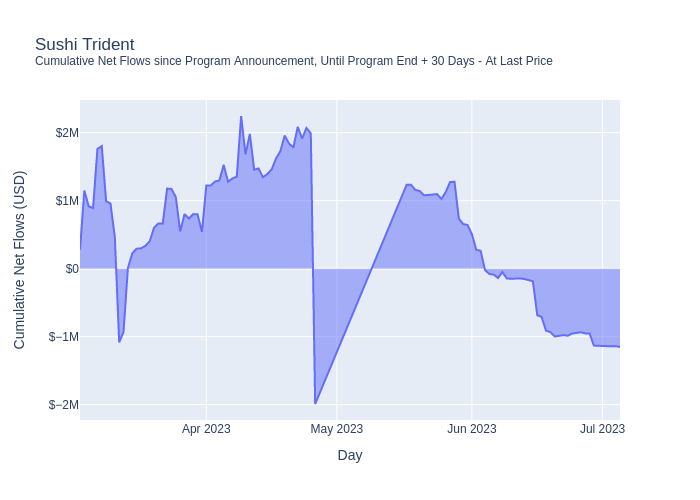 Sushi Trident
Cumulative Net Flows since Program Announcement, Until Program End + 30 Days - At Last Price
Cumulative Net Flows (USD)
$2M
$1M
$0
$−1M
$−2M
Apr 2023
May 2023
Jun 2023
Jul 2023
Day